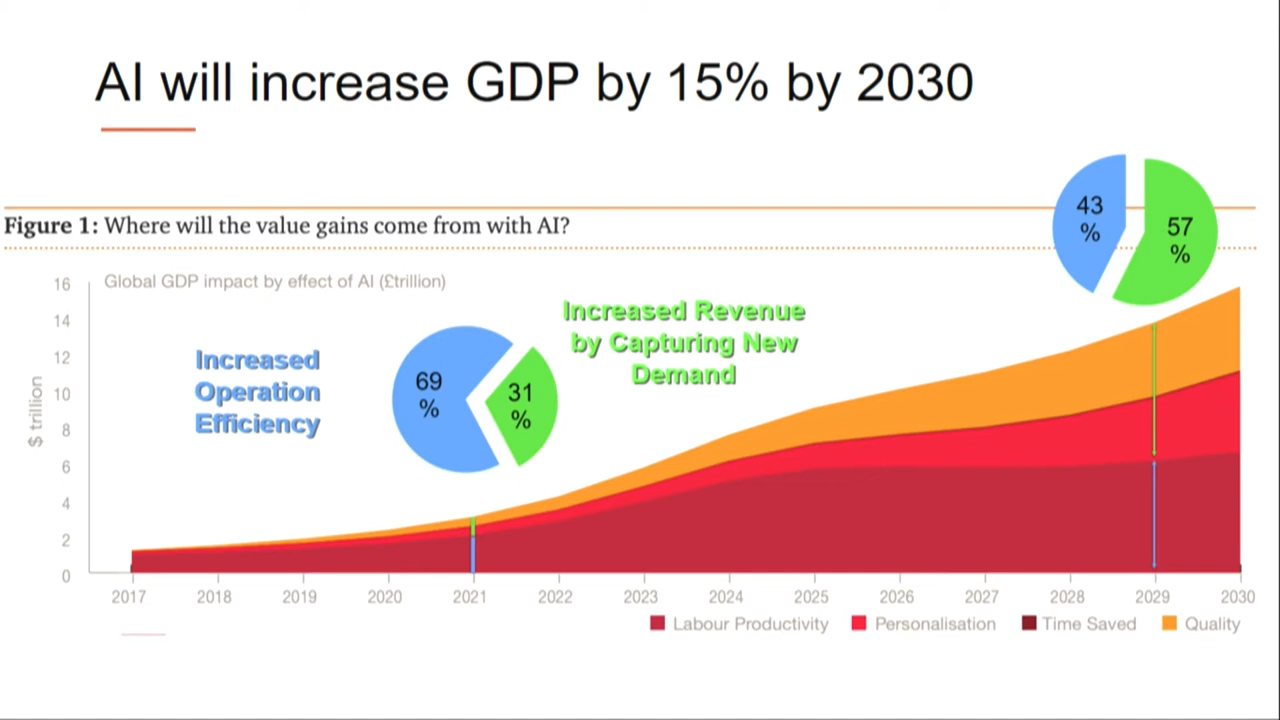 AI will increase GDP by 15% by 2030
Figure 1: Where will the value gains come from with AI?
Global GDP impact by effect of AI (£trillion)
43
%
57
%
Increased
Operation
Efficiency
69
%
31
%
Increased Revenue
by Capturing New
Demand
$ trillion
16
14
12
10
8
6
4
2
0
2017 2018 2019 2020 2021 2022 2023 2024 2025 2026 2027 2028 2029 2030
Labour Productivity Personalisation Time Saved Quality